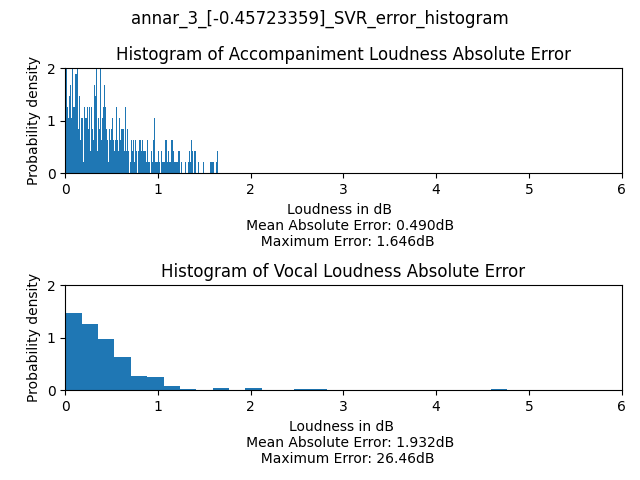 annar_3_[-0.45723359]_SVR_error_histogram
Histogram of Accompaniment Loudness Absolute Error
Probability density
2
1
0
0 1 2 3 4 5 6
Loudness in dB
Mean Absolute Error: 0.490dB
Maximum Error: 1.646dB
Histogram of Vocal Loudness Absolute Error
Probability density
2
1
0
0 1 2 3 4 5 6
Loudness in dB
Mean Absolute Error: 1.932dB
Maximum Error: 26.46dB